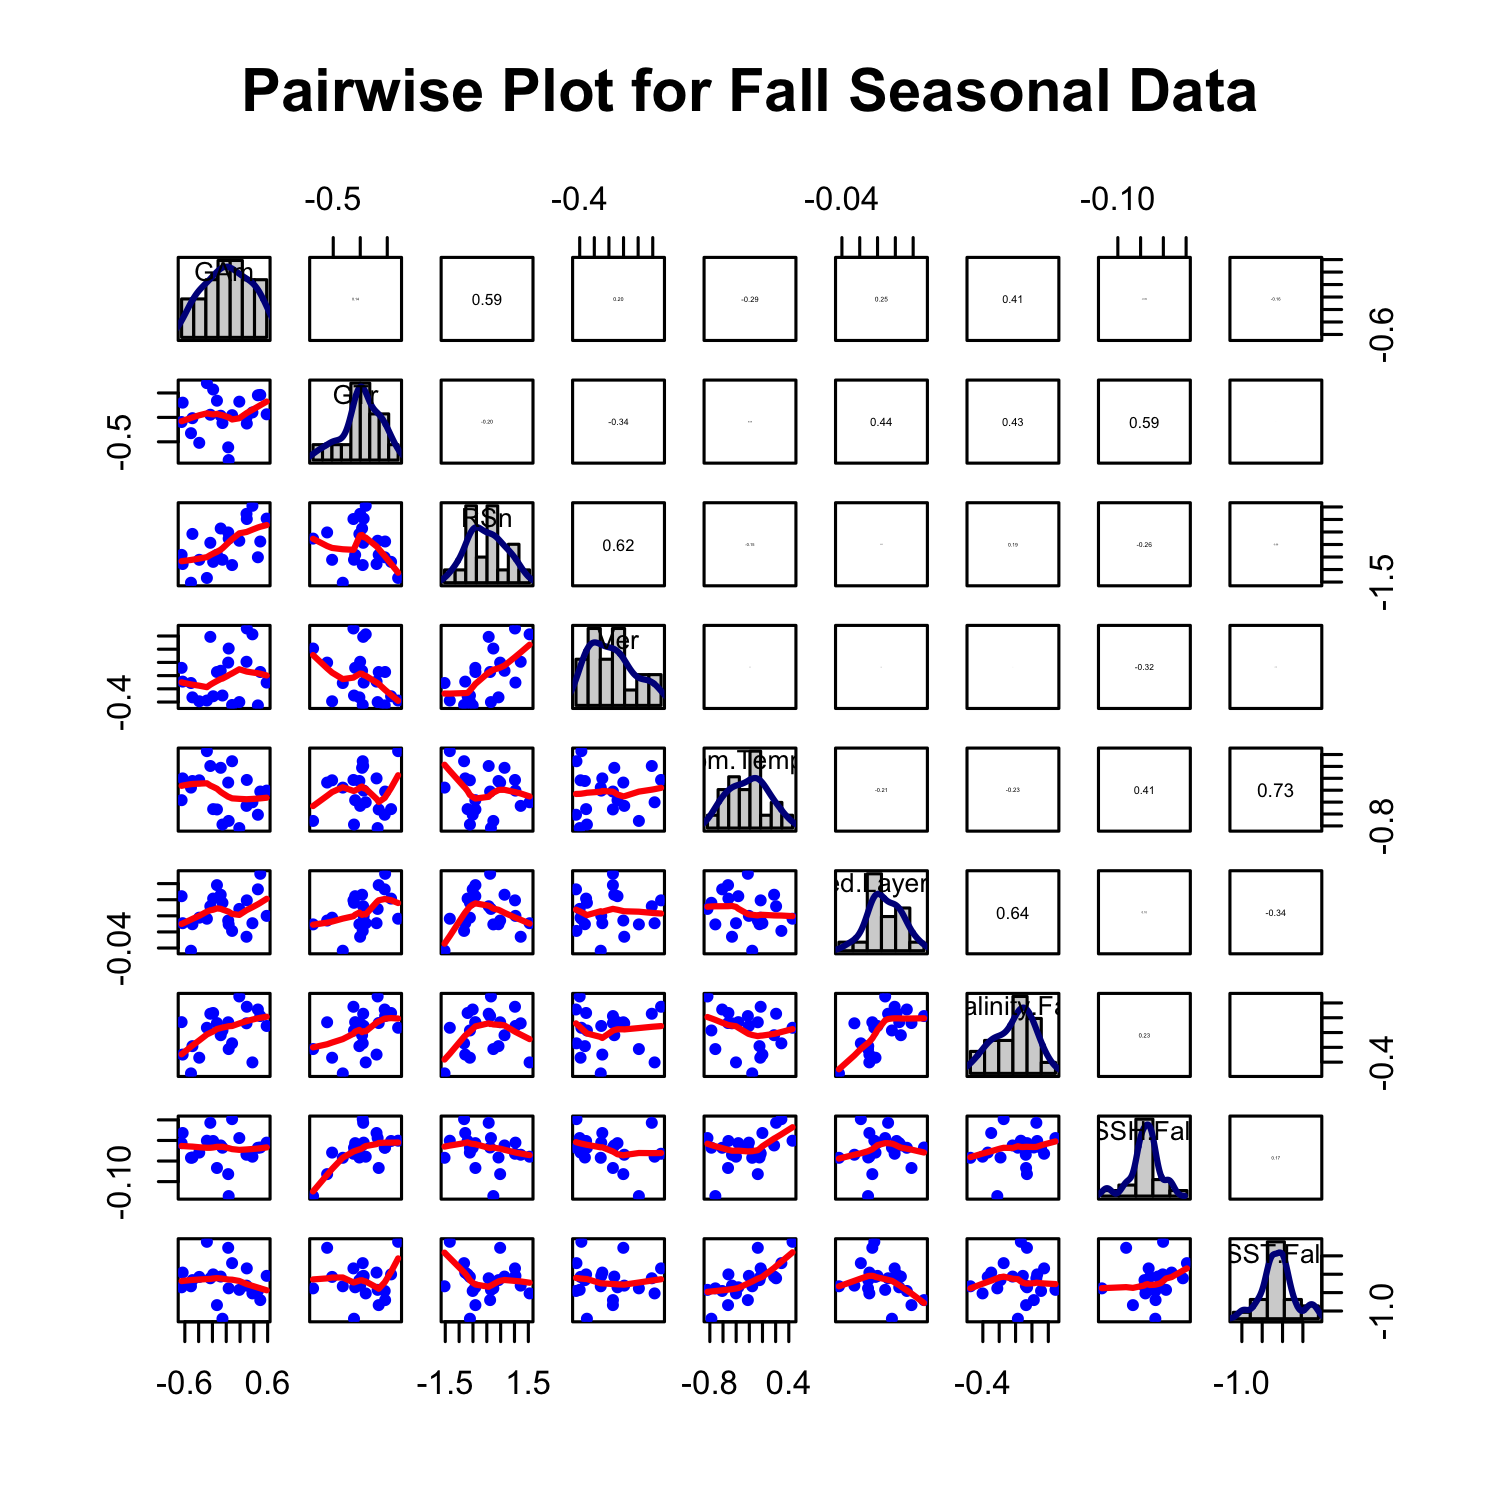 Pairwise Plot for Fall Seasonal Data
-0.5 -0.4 -0.04 -0.10
GAm 0.14 0.59 0.20 -0.29 0.25 0.41 -0.16 -0.6
-0.5 GTr -0.20 -0.34 0.44 0.43 0.59
RSn 0.62 -0.15 0.19 -0.26 -1.5
-0.4 Mer -0.32
om.Temp -0.21 -0.23 0.41 0.73 -0.8
-0.04 ed.Layer 0.64 -0.34
alinity.Fa 0.23 -0.4
-0.10 SSH.Fal 0.17
SST.Fal -1.0
-0.6 0.6 -1.5 1.5 -0.8 0.4 -0.4 -1.0